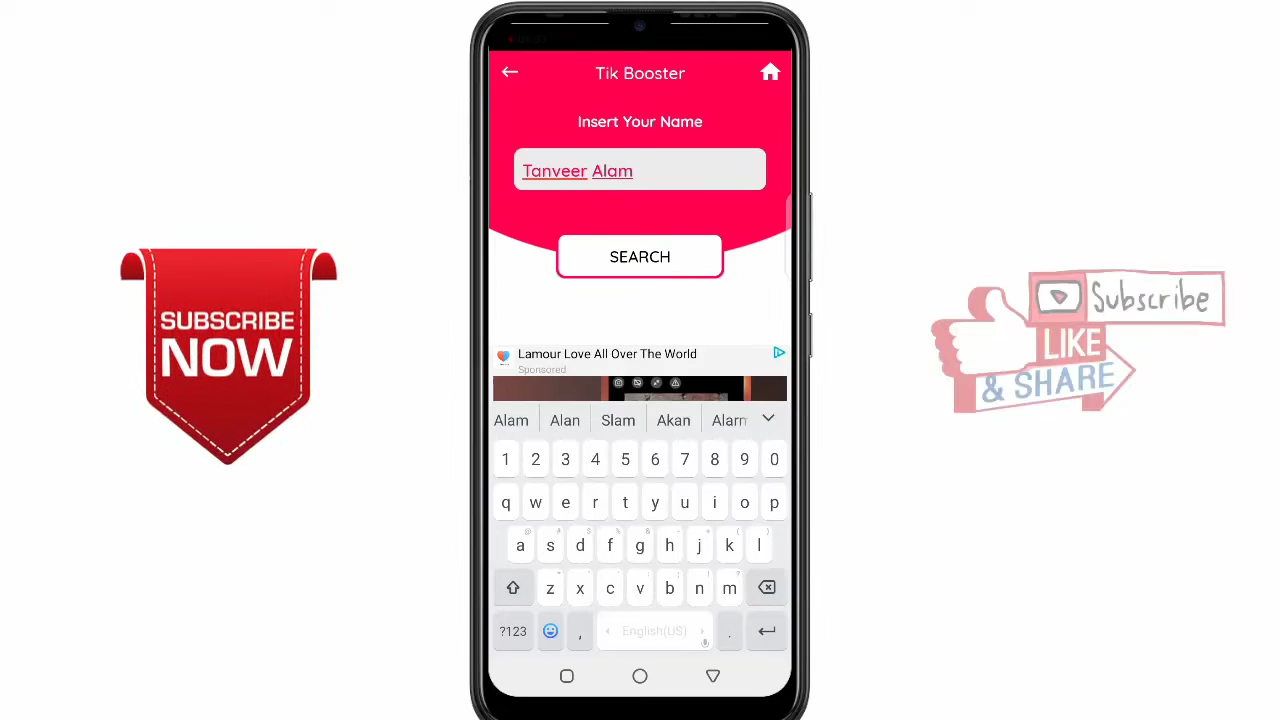 Tik Booster
Insert Your Name
Tanveer Alam
SEARCH
SUBSCRIBE
NOW
Subscribe
LIKE
& SHARE
Lamour Love All Over The World
Sponsored
Alam Alan Slam Akan Alarm
1 2 3 4 5 6 7 8 9 0
q w e r t y u i o p
a s d f g h j k l
z x c v b n m
?123 , English(US) .